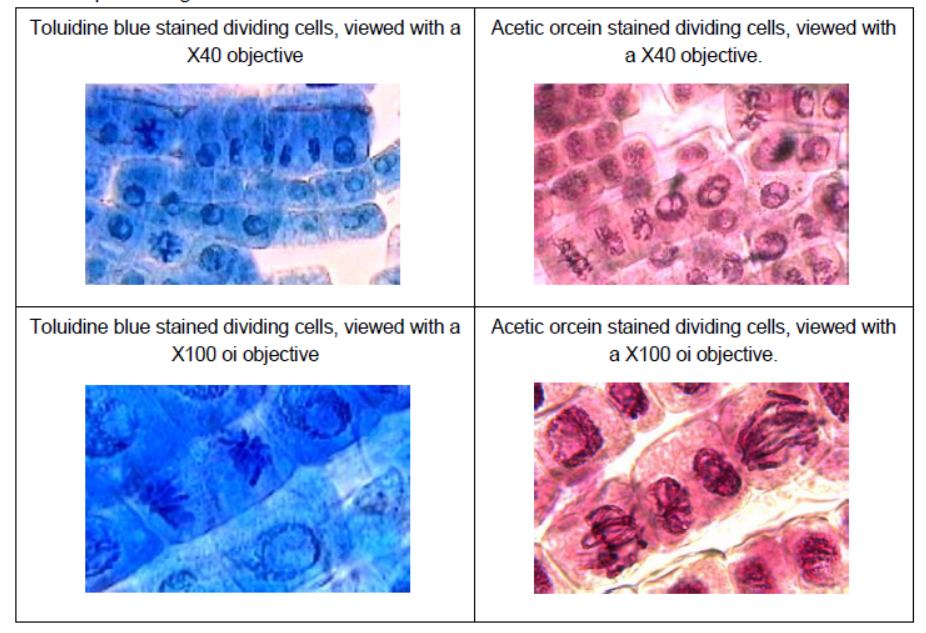 Toluidine blue stained dividing cells, viewed with a
X40 objective
Acetic orcein stained dividing cells, viewed with
a X40 objective.
Toluidine blue stained dividing cells, viewed with a
X100 oi objective
Acetic orcein stained dividing cells, viewed with
a X100 oi objective.